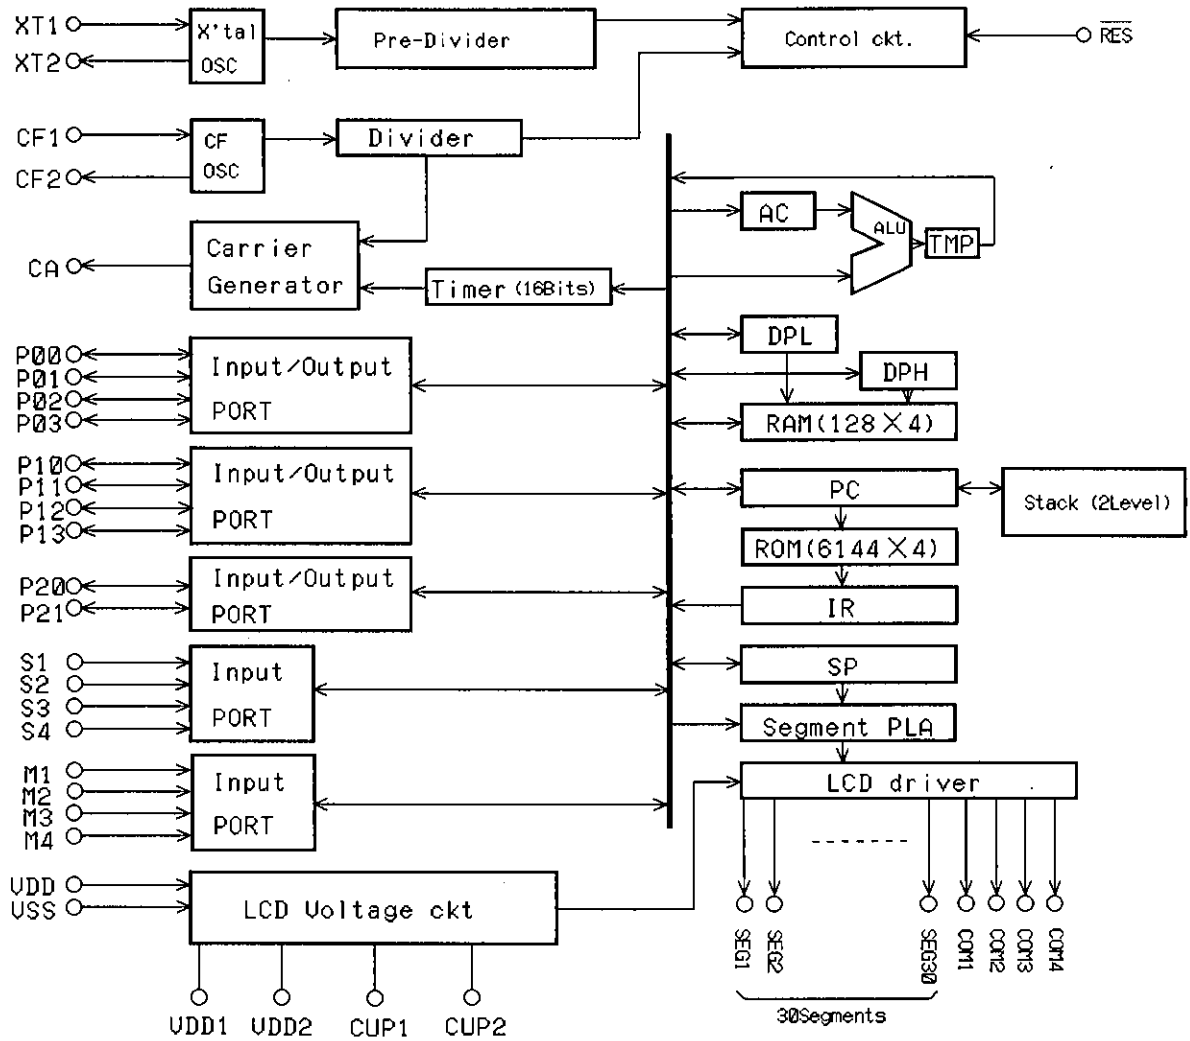 XT1
X'tal
OSC
XT2
Pre-Divider
Control ckt.
RES
CF1
CF
OSC
CF2
Divider
AC
ALU
TMP
CA
Carrier
Generator
Timer (16Bits)
P00
P01
P02
P03
Input/Output
PORT
DPL
DPH
RAM(128×4)
P10
P11
P12
P13
Input/Output
PORT
PC
Stack (2Level)
ROM(6144×4)
P20
P21
Input/Output
PORT
IR
S1
S2
S3
S4
Input
PORT
SP
Segment PLA
M1
M2
M3
M4
Input
PORT
LCD driver
VDD
VSS
LCD Voltage ckt
SEG1
SEG2
SEG30
COM1
COM2
COM3
COM4
30Segments
VDD1
VDD2
CUP1
CUP2